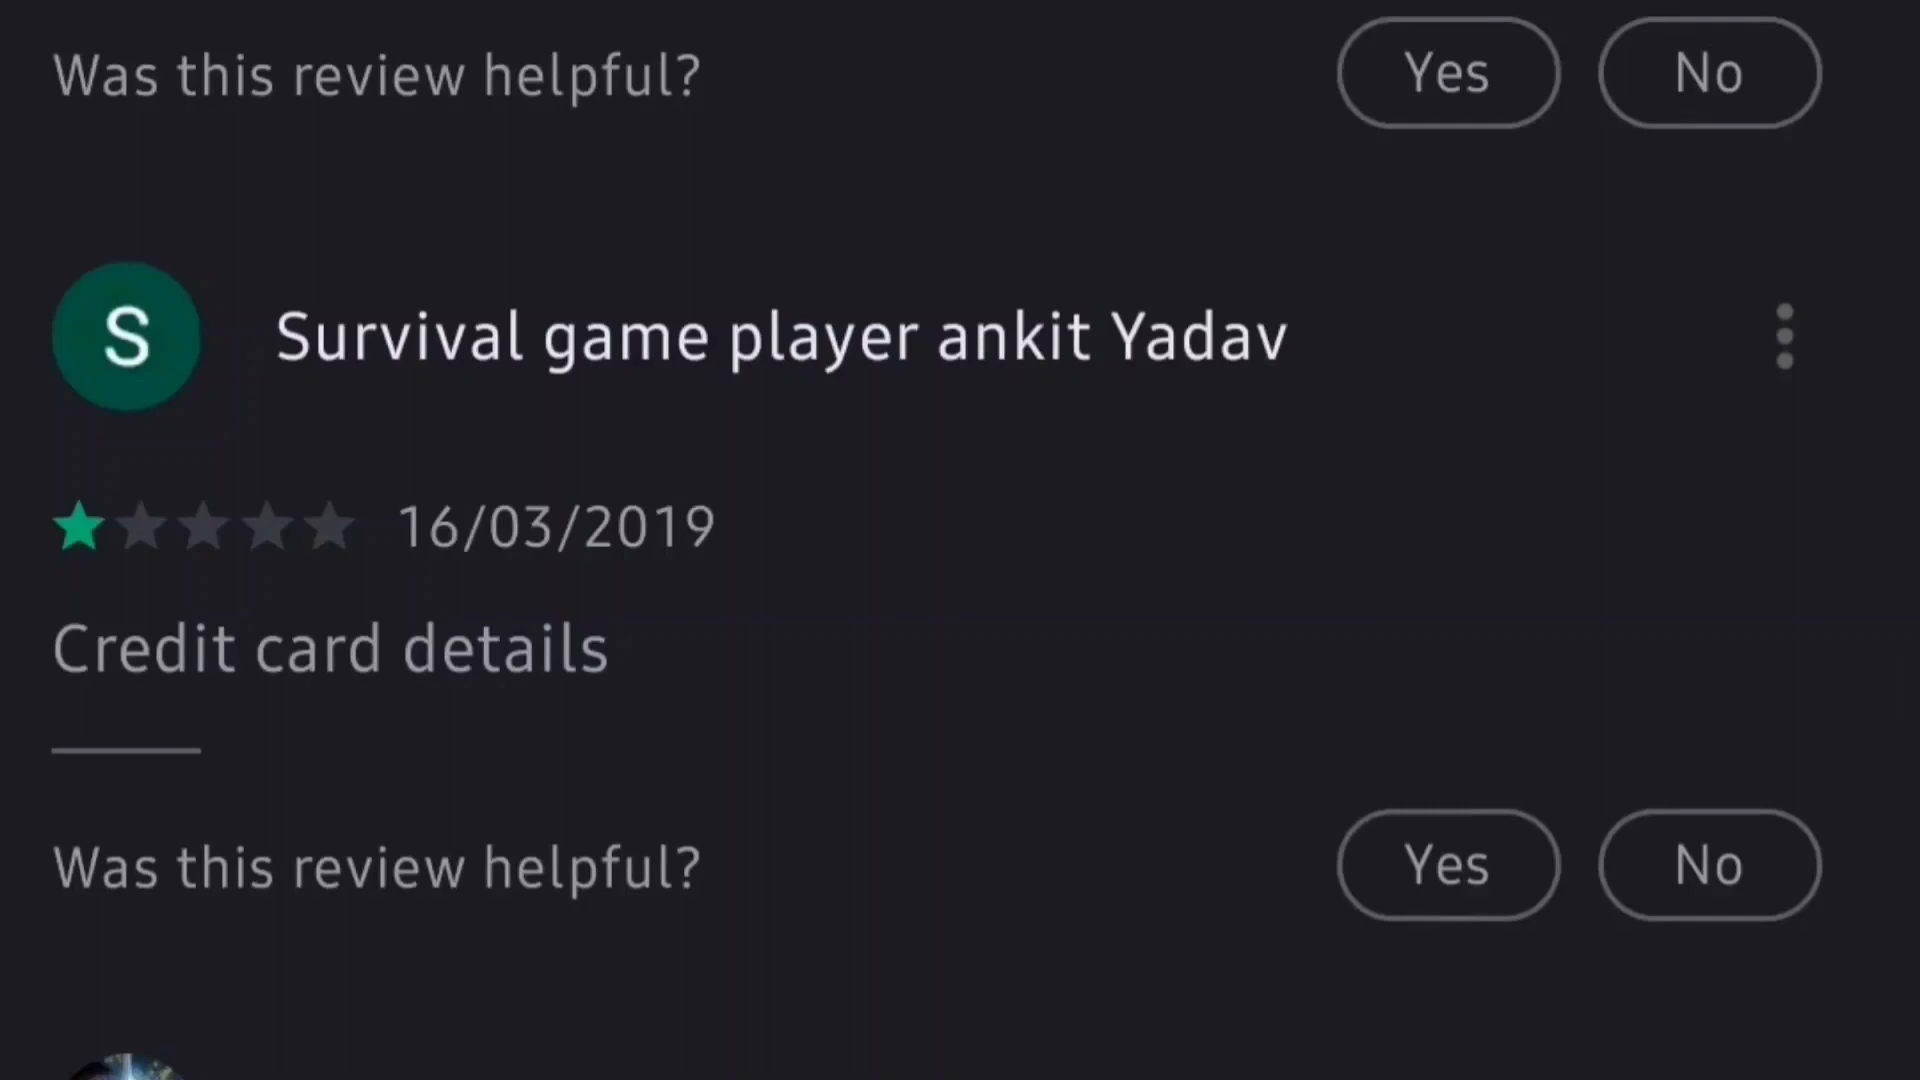 Was this review helpful? Yes No
S Survival game player ankit Yadav
16/03/2019
Credit card details
Was this review helpful? Yes No